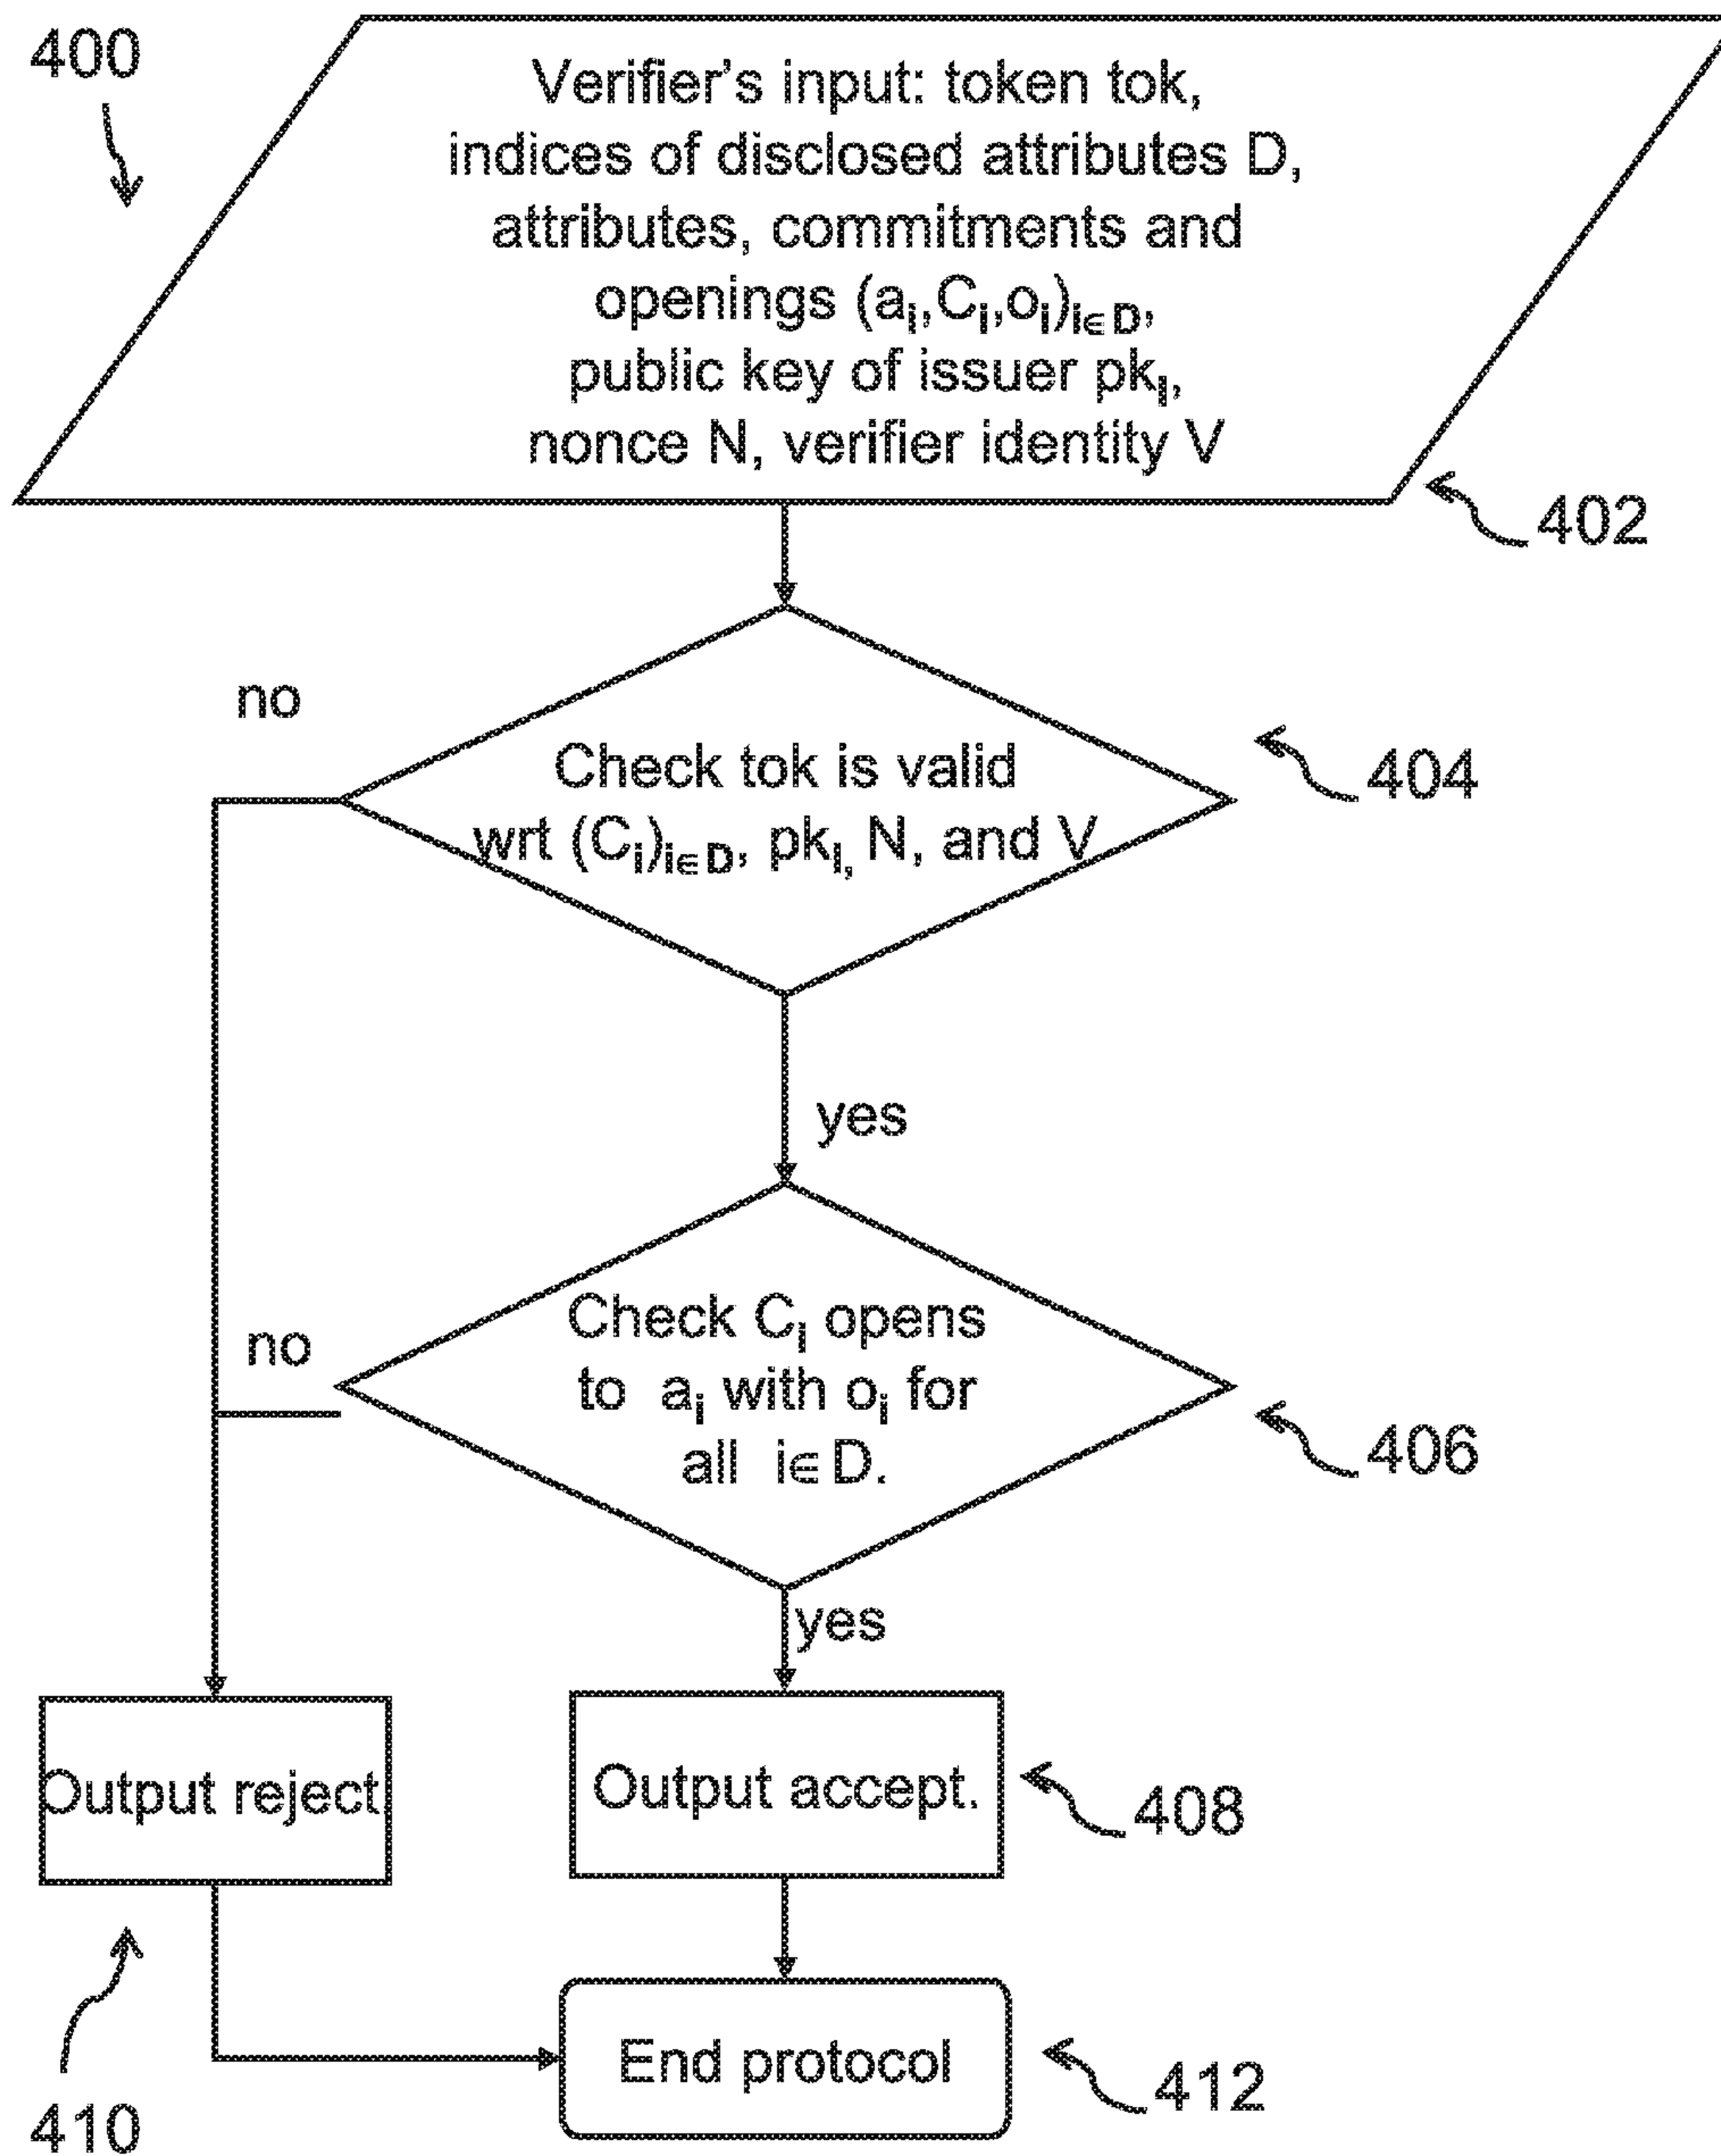 400
Verifier's input: token tok,
indices of disclosed attributes D,
attributes, commitments and
openings (aᵢ,Cᵢ,oᵢ)i∈D,
public key of issuer pkI,
nonce N, verifier identity V
402
no
Check tok is valid
wrt (Cᵢ)i∈D, pkI, N, and V
404
yes
Check Cᵢ opens
to aᵢ with oᵢ for
all i∈D.
no
406
yes
Output reject
Output accept.
408
End protocol
410
412